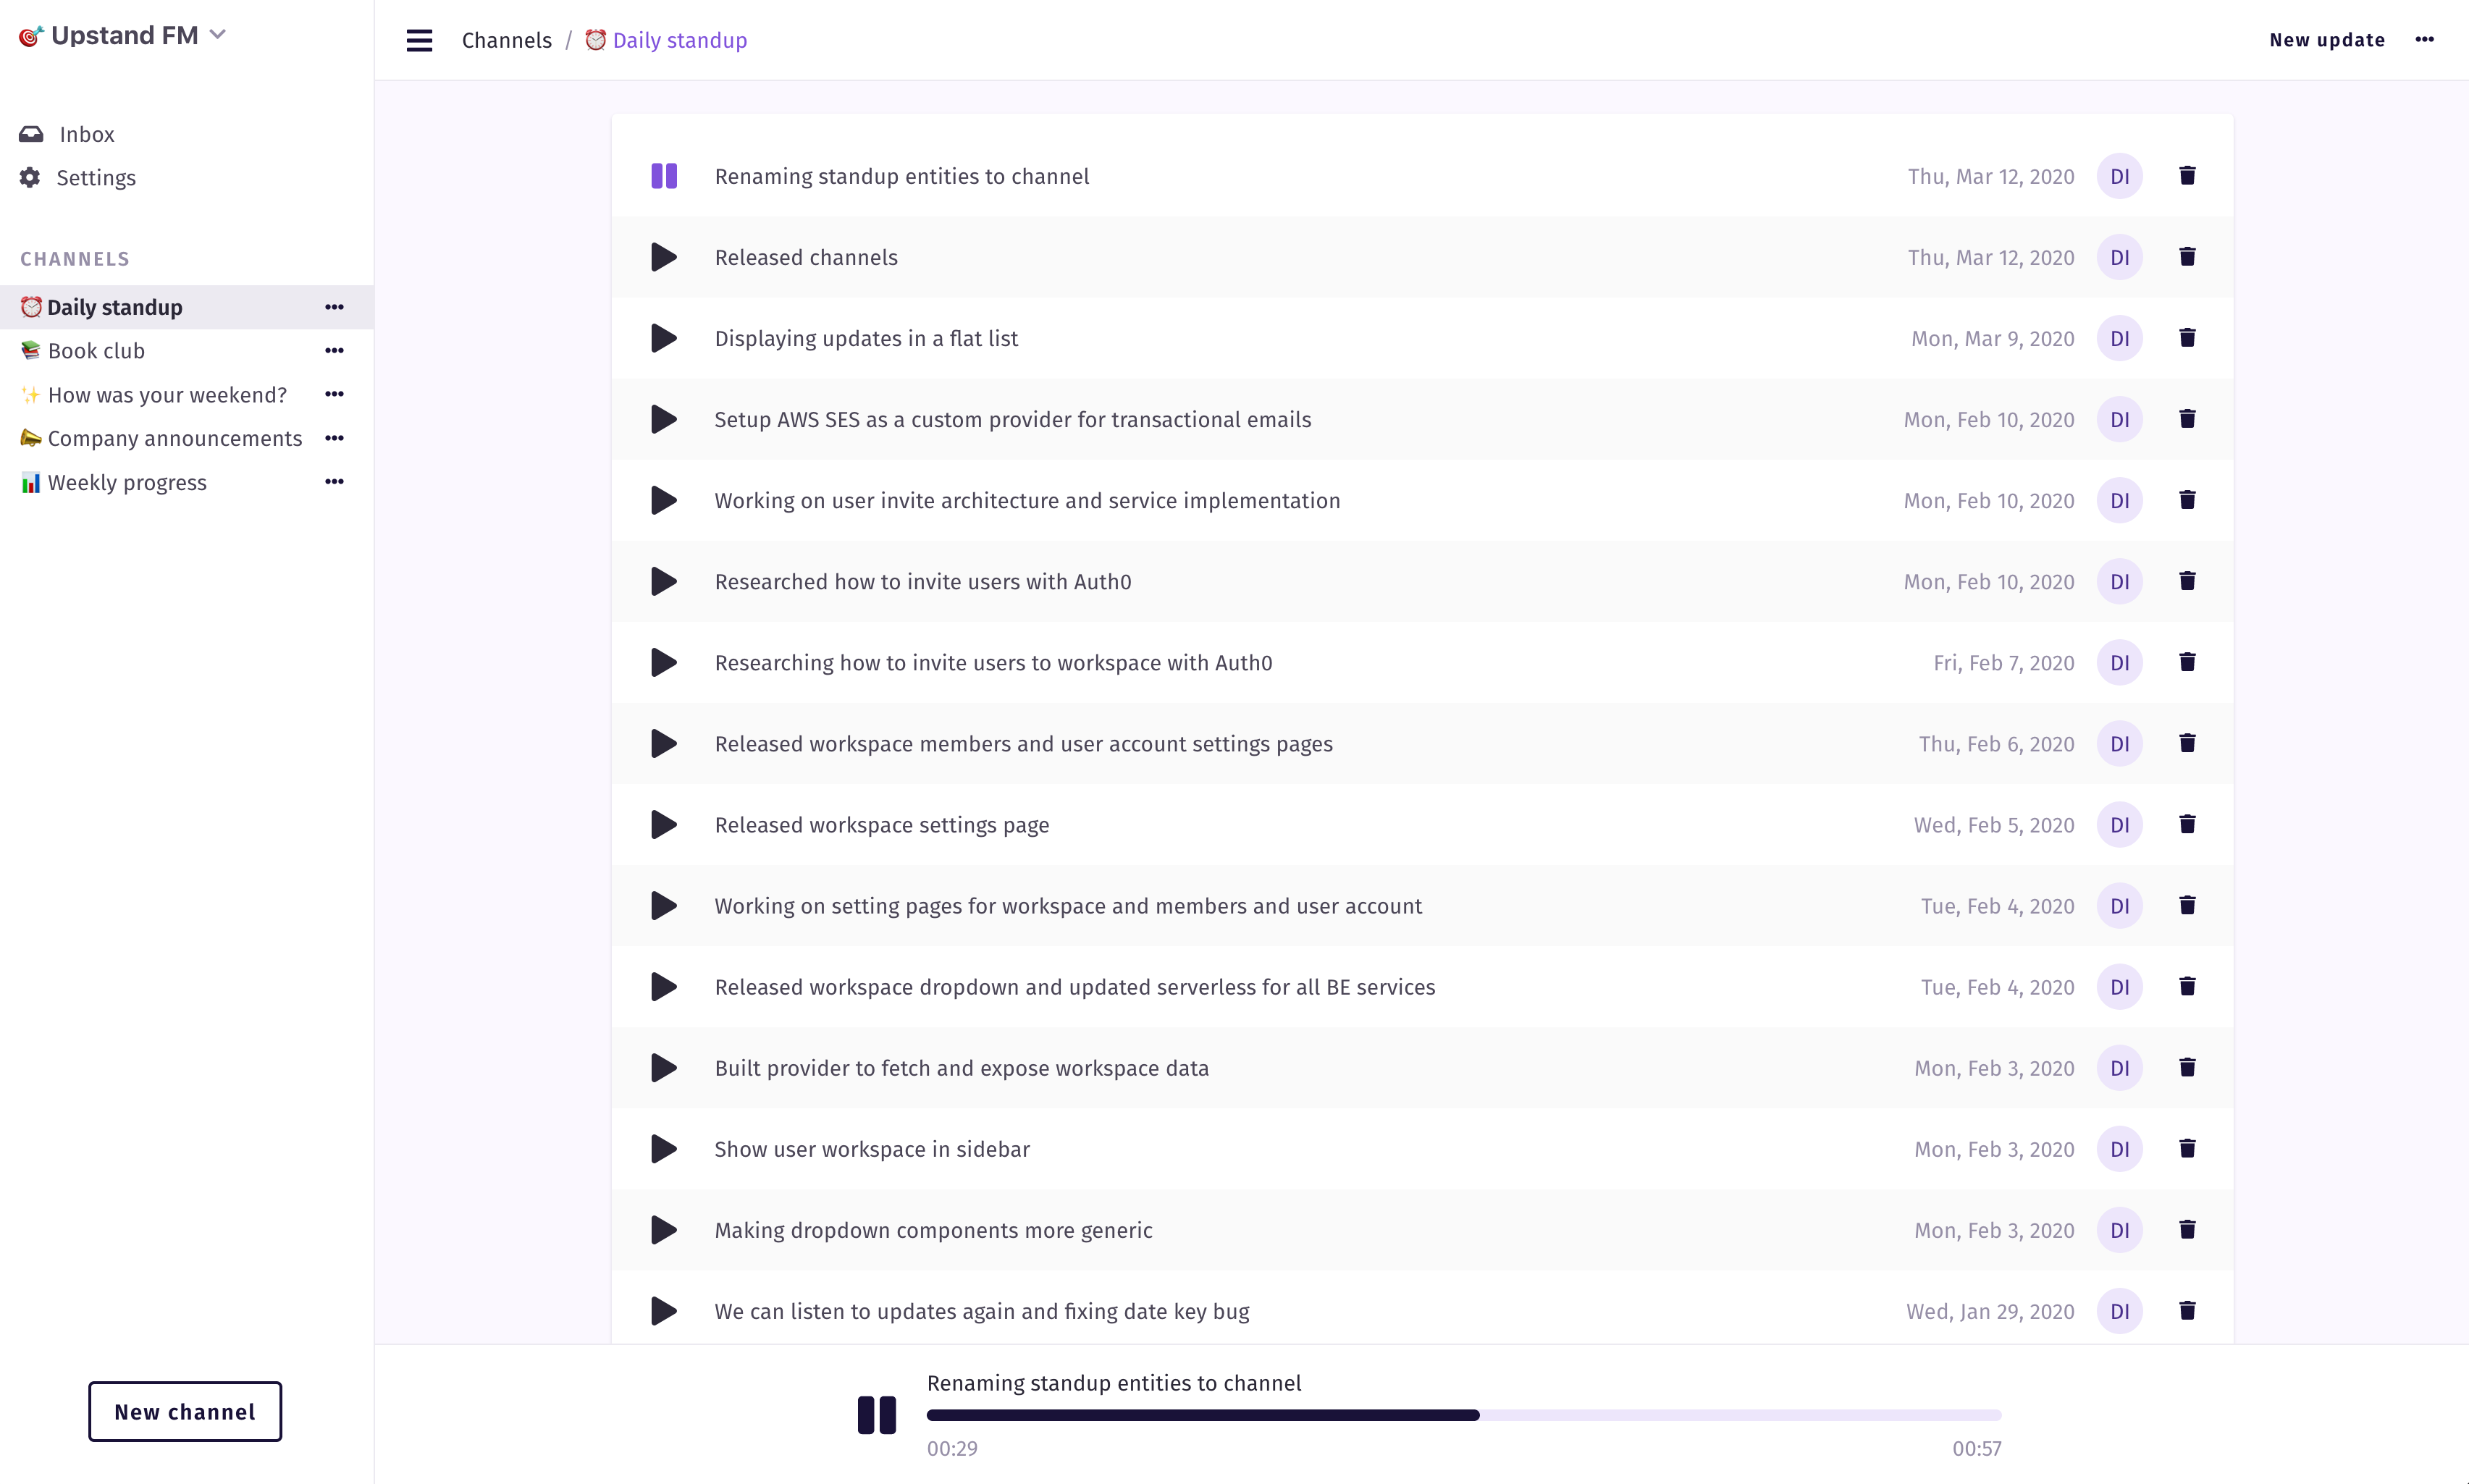 Upstand FM
Inbox
Settings
CHANNELS
Daily standup
Book club
How was your weekend?
Company announcements
Weekly progress
New channel
Channels / Daily standup
New update
Renaming standup entities to channel Thu, Mar 12, 2020 DI
Released channels Thu, Mar 12, 2020 DI
Displaying updates in a flat list Mon, Mar 9, 2020 DI
Setup AWS SES as a custom provider for transactional emails Mon, Feb 10, 2020 DI
Working on user invite architecture and service implementation Mon, Feb 10, 2020 DI
Researched how to invite users with Auth0 Mon, Feb 10, 2020 DI
Researching how to invite users to workspace with Auth0 Fri, Feb 7, 2020 DI
Released workspace members and user account settings pages Thu, Feb 6, 2020 DI
Released workspace settings page Wed, Feb 5, 2020 DI
Working on setting pages for workspace and members and user account Tue, Feb 4, 2020 DI
Released workspace dropdown and updated serverless for all BE services Tue, Feb 4, 2020 DI
Built provider to fetch and expose workspace data Mon, Feb 3, 2020 DI
Show user workspace in sidebar Mon, Feb 3, 2020 DI
Making dropdown components more generic Mon, Feb 3, 2020 DI
We can listen to updates again and fixing date key bug Wed, Jan 29, 2020 DI
Renaming standup entities to channel
00:29 00:57